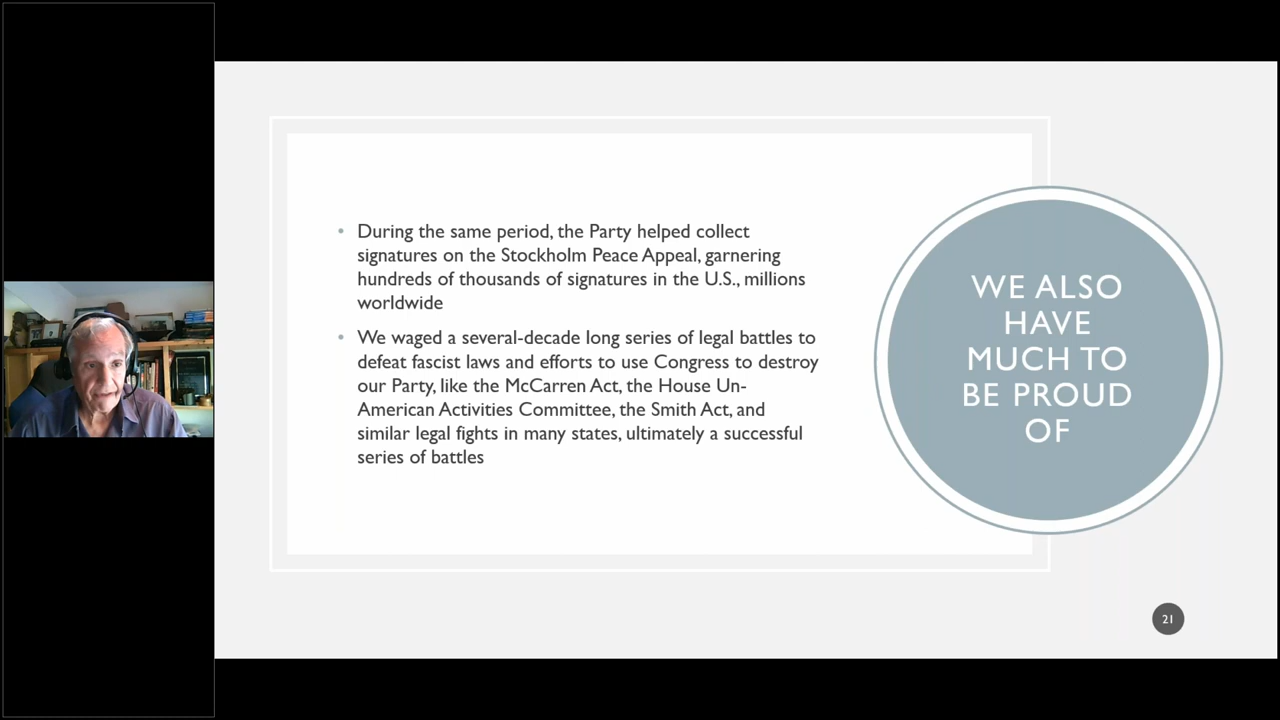 During the same period, the Party helped collect
signatures on the Stockholm Peace Appeal, garnering
hundreds of thousands of signatures in the U.S., millions
worldwide
We waged a several-decade long series of legal battles to
defeat fascist laws and efforts to use Congress to destroy
our Party, like the McCarren Act, the House Un-
American Activities Committee, the Smith Act, and
similar legal fights in many states, ultimately a successful
series of battles
WE ALSO
HAVE
MUCH TO
BE PROUD
OF
21